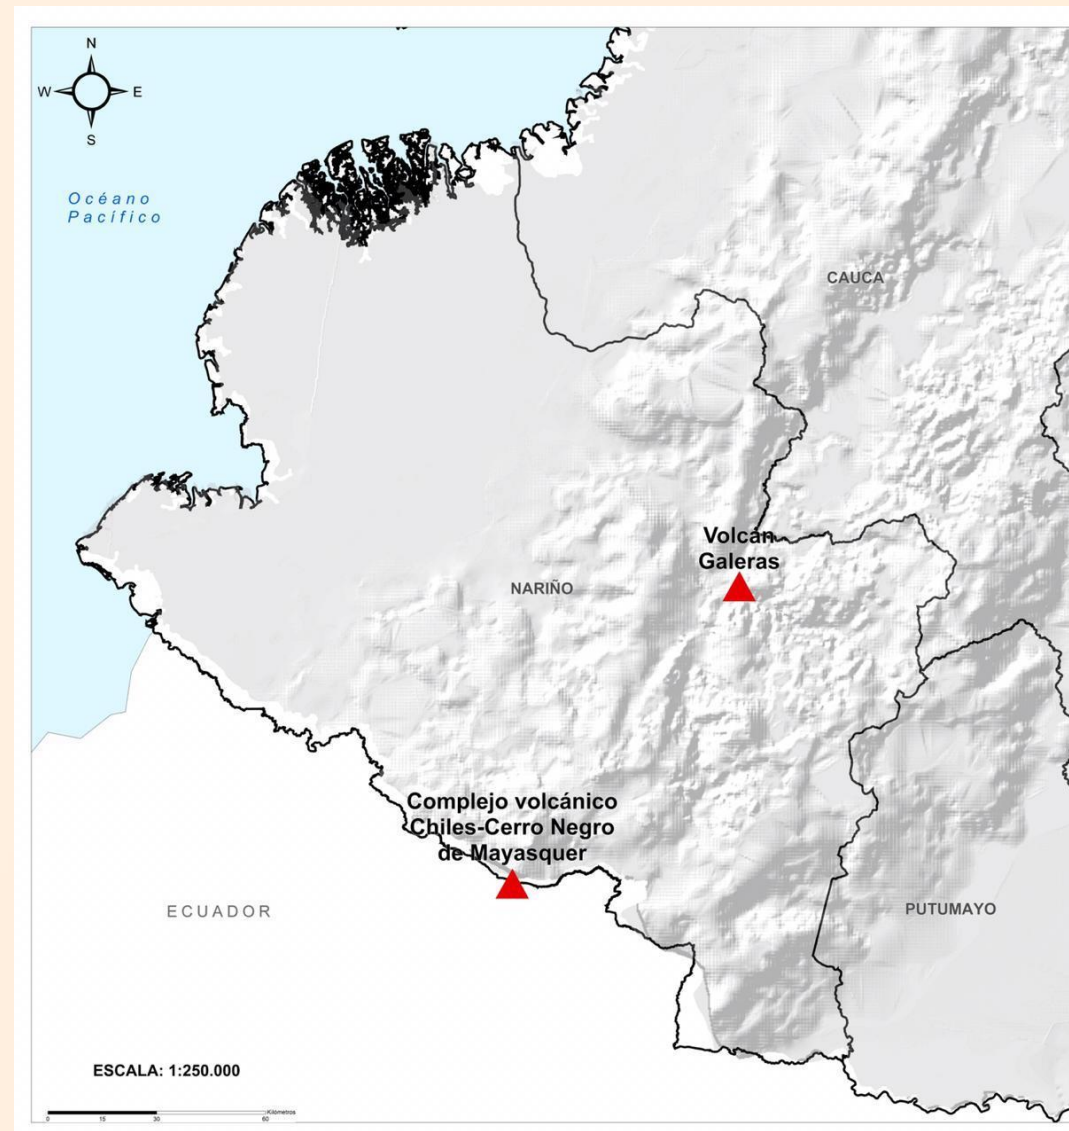 N
W
E
S
Océano
Pacífico
CAUCA
Volcán
Galeras
NARIÑO
Complejo volcánico
Chiles-Cerro Negro
de Mayasquer
ECUADOR
PUTUMAYO
ESCALA: 1:250.000
Kilómetros
0 15 30 60